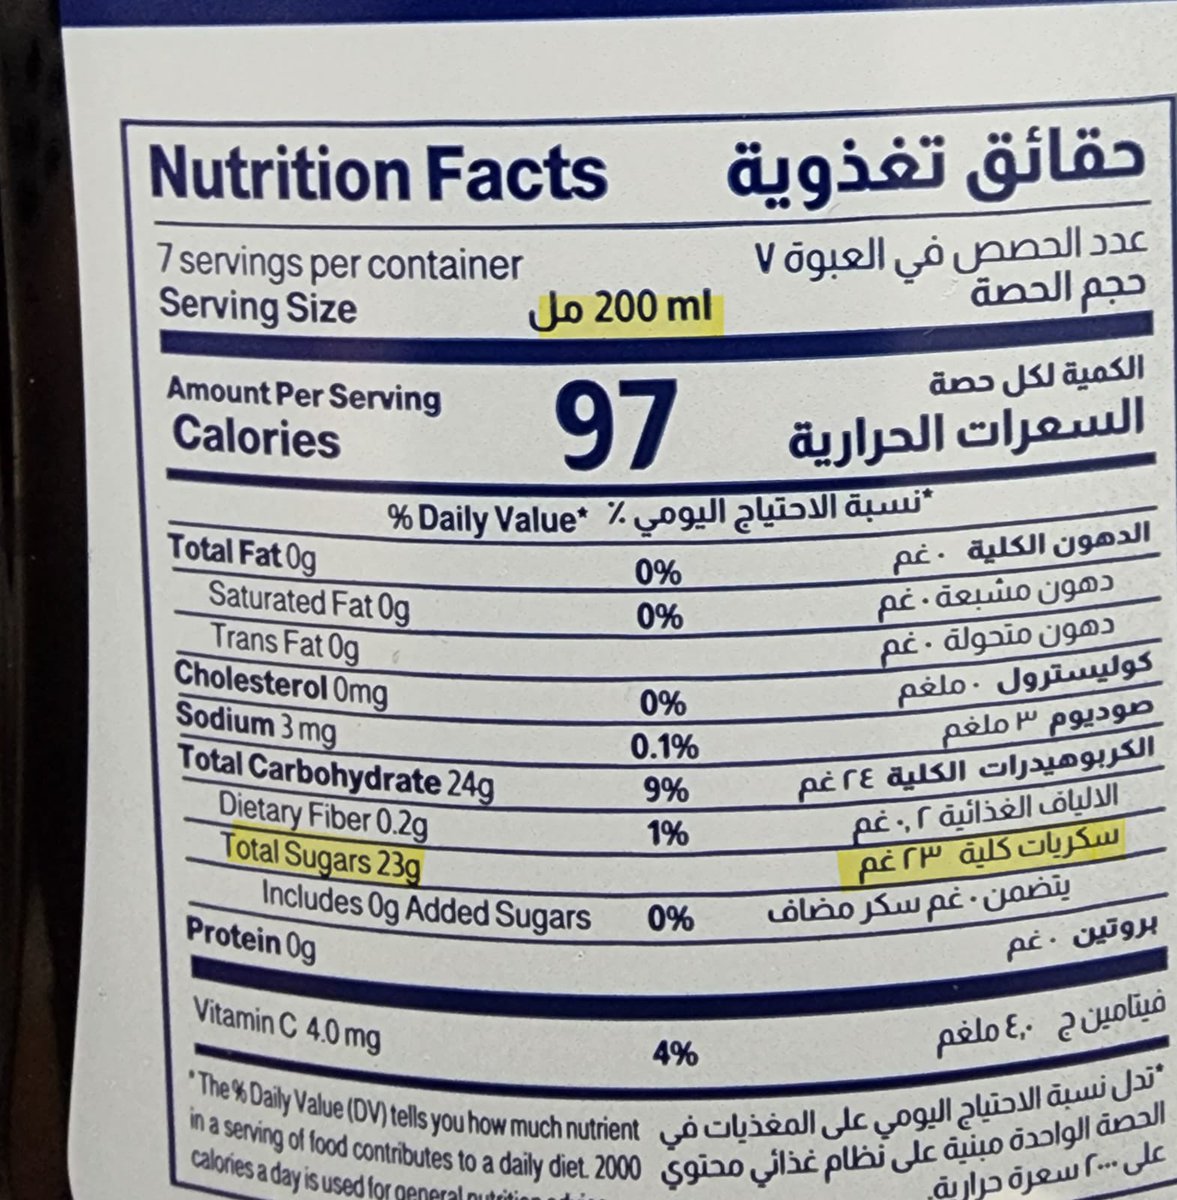 Nutrition Facts حقائق تغذوية
7 servings per container عدد الحصص في العبوة ٧
Serving Size 200 ml مل حجم الحصة
Amount Per Serving الكمية لكل حصة
Calories 97 السعرات الحرارية
% Daily Value* نسبة الاحتياج اليومي ٪*
Total Fat 0g 0% الدهون الكلية ٠ غم
Saturated Fat 0g 0% دهون مشبعة ٠ غم
Trans Fat 0g دهون متحولة ٠ غم
Cholesterol 0mg 0% كوليسترول ٠ ملغم
Sodium 3 mg 0.1% صوديوم ٣ ملغم
Total Carbohydrate 24g 9% الكربوهيدرات الكلية ٢٤ غم
Dietary Fiber 0.2g 1% الالياف الغذائية ٠,٢ غم
Total Sugars 23g سكريات كلية ٢٣ غم
Includes 0g Added Sugars 0% يتضمن ٠ غم سكر مضاف
Protein 0g بروتين ٠ غم
Vitamin C 4.0 mg 4% فيتامين ج ٤,٠ ملغم
*The % Daily Value (DV) tells you how much nutrient
in a serving of food contributes to a daily diet. 2000
calories a day is used for general nutrition
*تدل نسبة الاحتياج اليومي على المغذيات في
الحصة الواحدة مبنية على نظام غذائي محتوي
على ٢٠٠٠ سعرة حرارية.